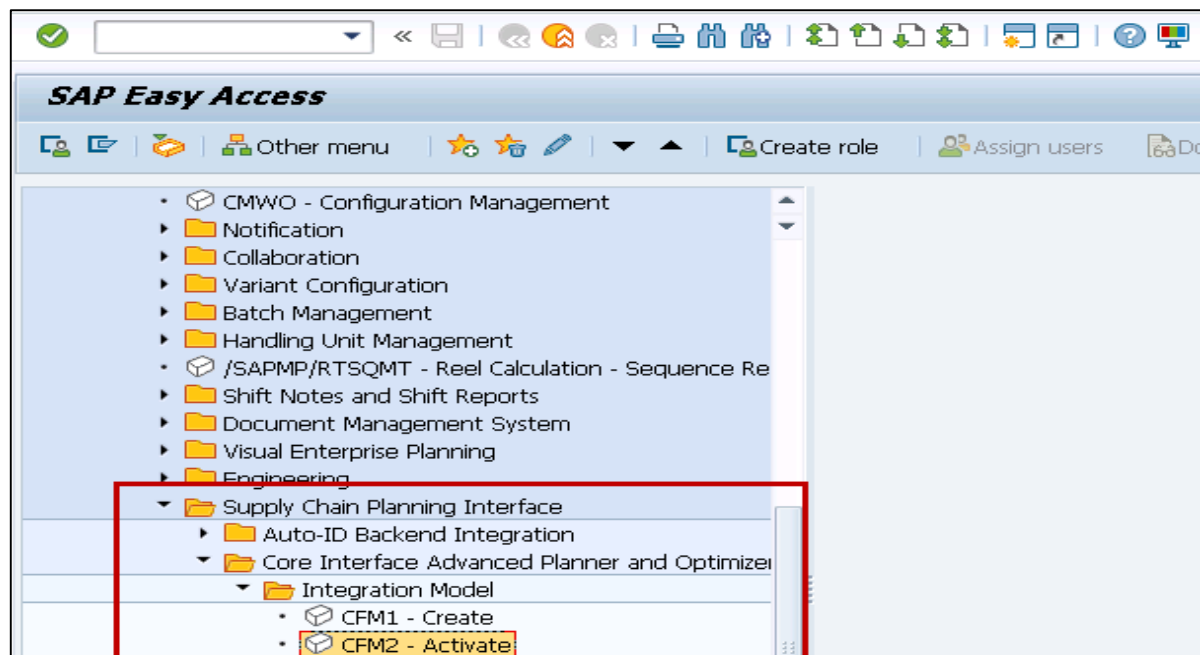 SAP Easy Access
Other menu Create role Assign users Do
CMWO - Configuration Management
Notification
Collaboration
Variant Configuration
Batch Management
Handling Unit Management
/SAPMP/RTSQMT - Reel Calculation - Sequence Re
Shift Notes and Shift Reports
Document Management System
Visual Enterprise Planning
Engineering
Supply Chain Planning Interface
Auto-ID Backend Integration
Core Interface Advanced Planner and Optimizer
Integration Model
CFM1 - Create
CFM2 - Activate